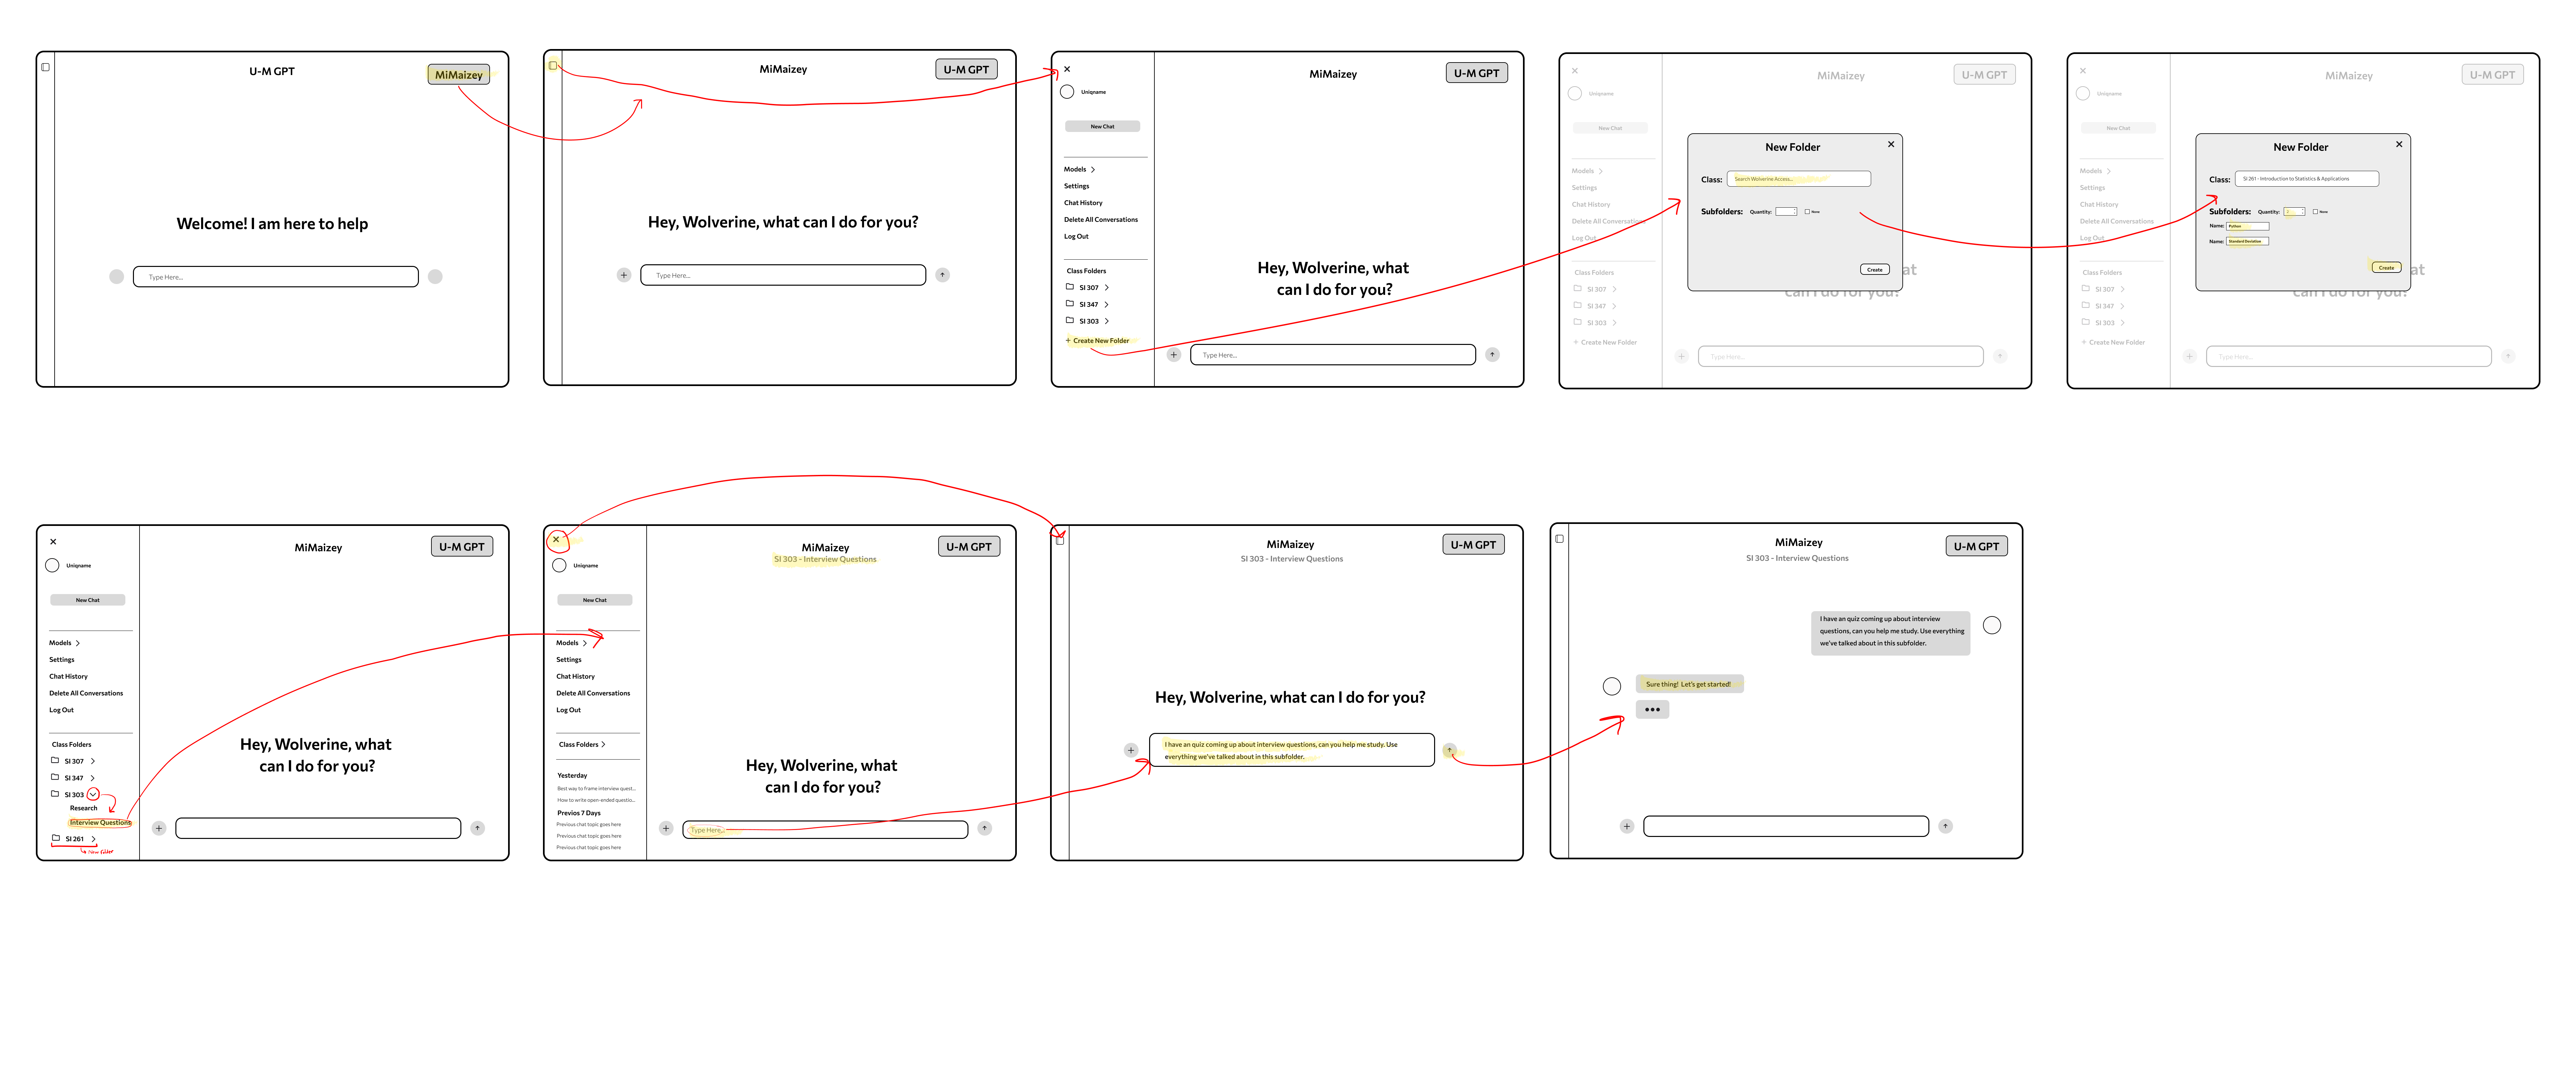 U-M GPT
MiMaizey
Welcome! I am here to help
Type Here...
MiMaizey
U-M GPT
Hey, Wolverine, what can I do for you?
Type Here...
Uniqname
New Chat
Models
Settings
Chat History
Delete All Conversations
Log Out
Class Folders
SI 307
SI 347
SI 303
+ Create New Folder
MiMaizey
U-M GPT
Hey, Wolverine, what
can I do for you?
Type Here...
Uniqname
New Chat
Models
Settings
Chat History
Delete All Conversations
Log Out
Class Folders
SI 307
SI 347
SI 303
+ Create New Folder
MiMaizey
U-M GPT
New Folder
Class: Search Wolverine Access...
Subfolders: Quantity: None
Create
at
can I do for you?
Type Here...
Uniqname
New Chat
Models
Settings
Chat History
Delete All Conversations
Log Out
Class Folders
SI 307
SI 347
SI 303
+ Create New Folder
MiMaizey
U-M GPT
New Folder
Class: SI 261 - Introduction to Statistics & Applications
Subfolders: Quantity: 2 None
Name: Python
Name: Standard Deviation
Create
at
can I do for you?
Type Here...
Uniqname
New Chat
Models
Settings
Chat History
Delete All Conversations
Log Out
Class Folders
SI 307
SI 347
SI 303
Research
Interview Questions
SI 261
New folder
MiMaizey
U-M GPT
Hey, Wolverine, what
can I do for you?
Uniqname
New Chat
Models
Settings
Chat History
Delete All Conversations
Log Out
Class Folders
Yesterday
Best way to frame interview quest...
How to write open-ended questio...
Previos 7 Days
Previous chat topic goes here
Previous chat topic goes here
Previous chat topic goes here
MiMaizey
SI 303 - Interview Questions
U-M GPT
Hey, Wolverine, what
can I do for you?
Type Here...
MiMaizey
SI 303 - Interview Questions
U-M GPT
Hey, Wolverine, what can I do for you?
I have an quiz coming up about interview questions, can you help me study. Use
everything we've talked about in this subfolder.
MiMaizey
SI 303 - Interview Questions
U-M GPT
I have an quiz coming up about interview
questions, can you help me study. Use everything
we've talked about in this subfolder.
Sure thing! Let's get started!